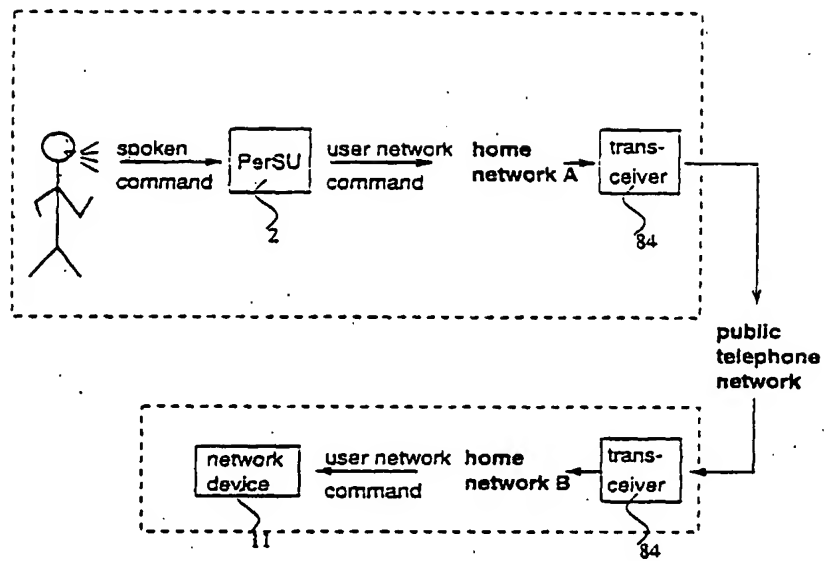 spoken
command
PerSU
2
user network
command
home
network A
trans-
ceiver
84
public
telephone
network
network
device
11
user network
command
home
network B
trans-
ceiver
84